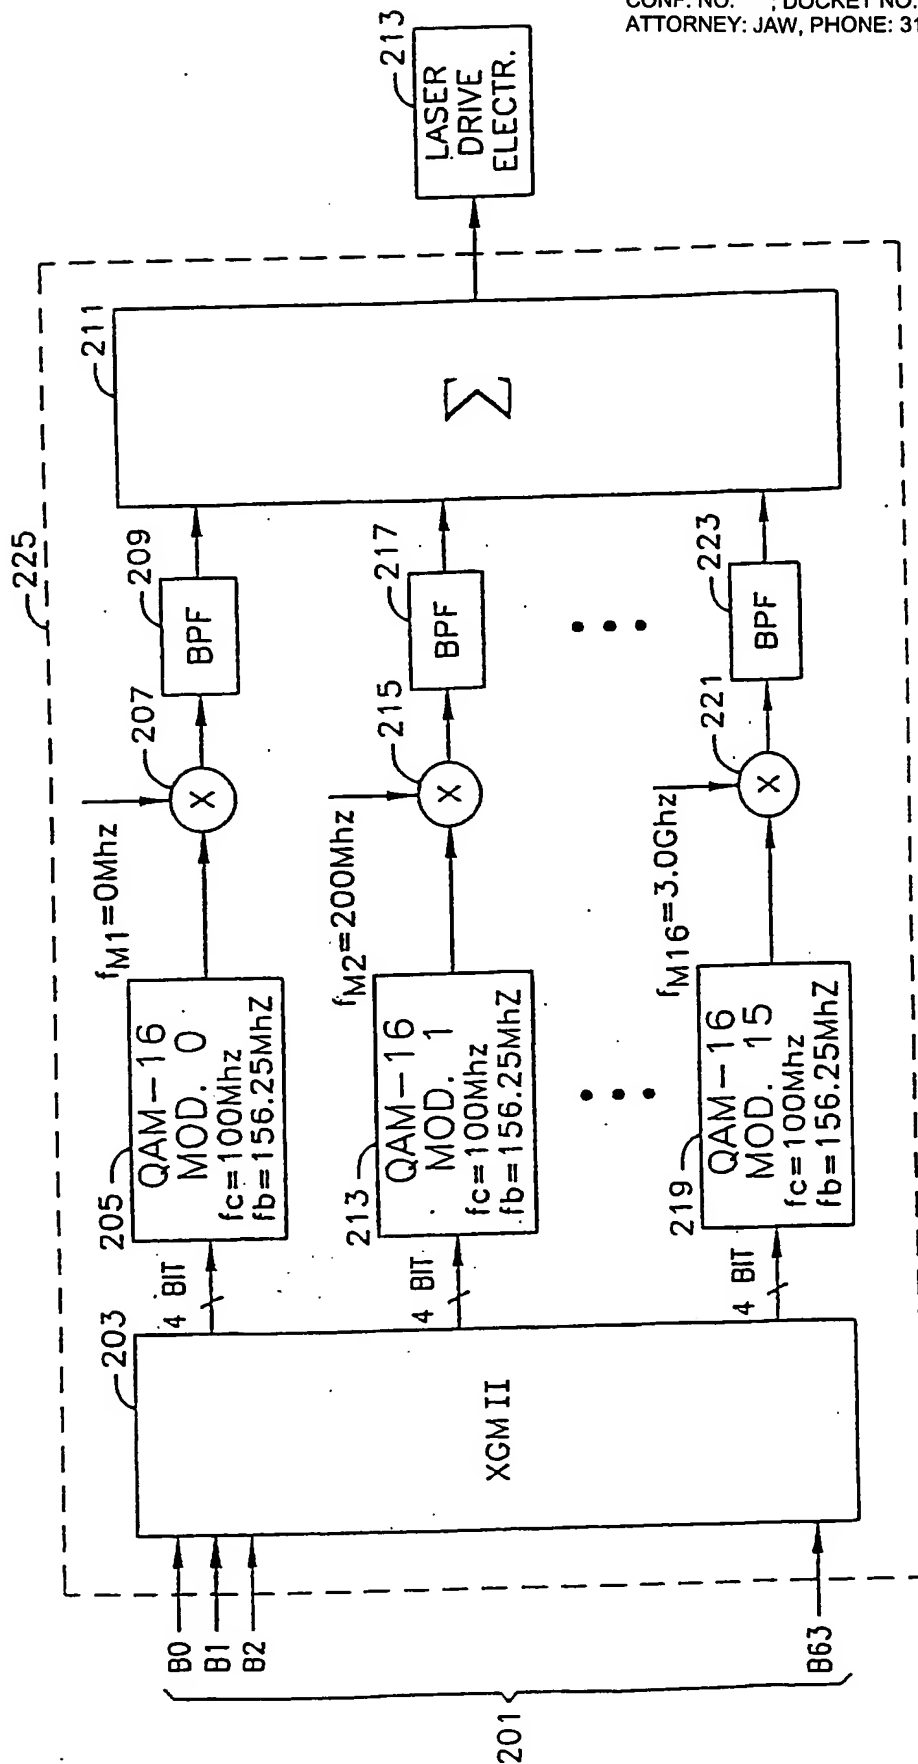 CONF. NO. ; DOCKET NO.
ATTORNEY: JAW, PHONE: 31
225
201
B0
B1
B2
B63
203
XGM II
4 BIT
4 BIT
4 BIT
205
QAM-16
MOD. 0
fc=100Mhz
fb=156.25MhZ
213
QAM-16
MOD. 1
fc=100Mhz
fb=156.25MhZ
219
QAM-16
MOD. 15
fc=100Mhz
fb=156.25MhZ
fM1=0Mhz
207
X
209
BPF
fM2=200Mhz
215
X
217
BPF
fM16=3.0Ghz
221
X
223
BPF
211
Σ
213
LASER
DRIVE
ELECTR.